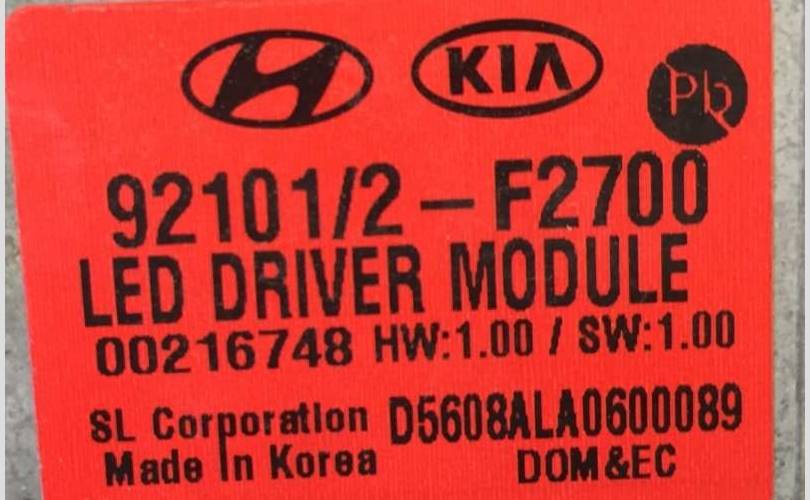 KIA Pb
92101/2-F2700
LED DRIVER MODULE
00216748 HW:1.00 / SW:1.00
SL Corporation D5608ALA0600089
Made In Korea DOM&EC